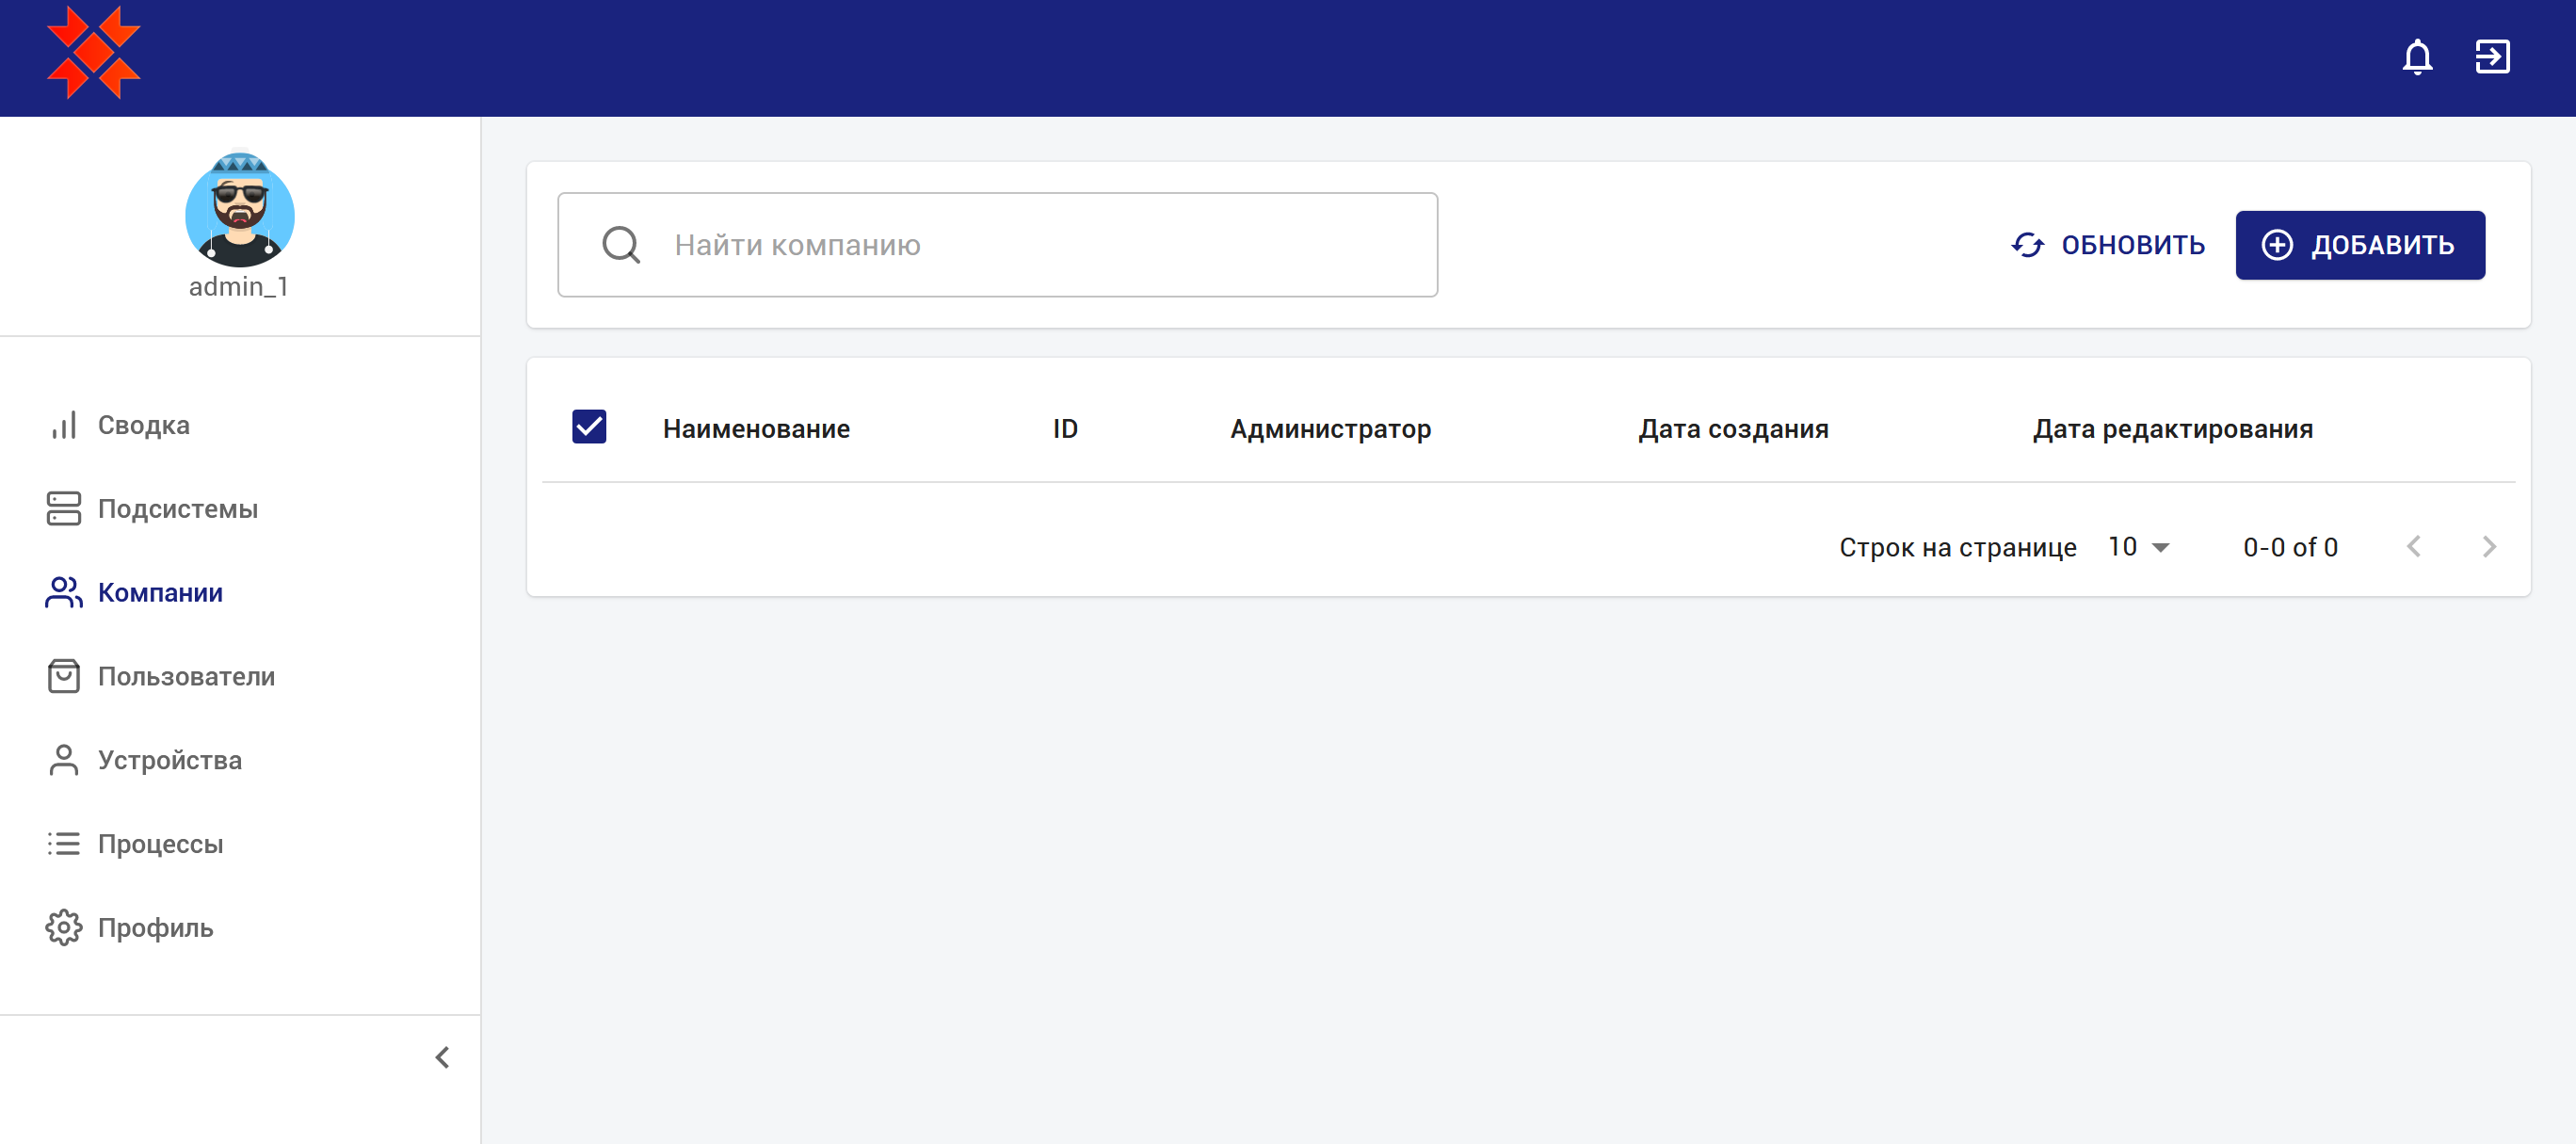 admin_1
Сводка
Подсистемы
Компании
Пользователи
Устройства
Процессы
Профиль
Найти компанию
ОБНОВИТЬ
ДОБАВИТЬ
Наименование ID Администратор Дата создания Дата редактирования
Строк на странице 10 0-0 of 0